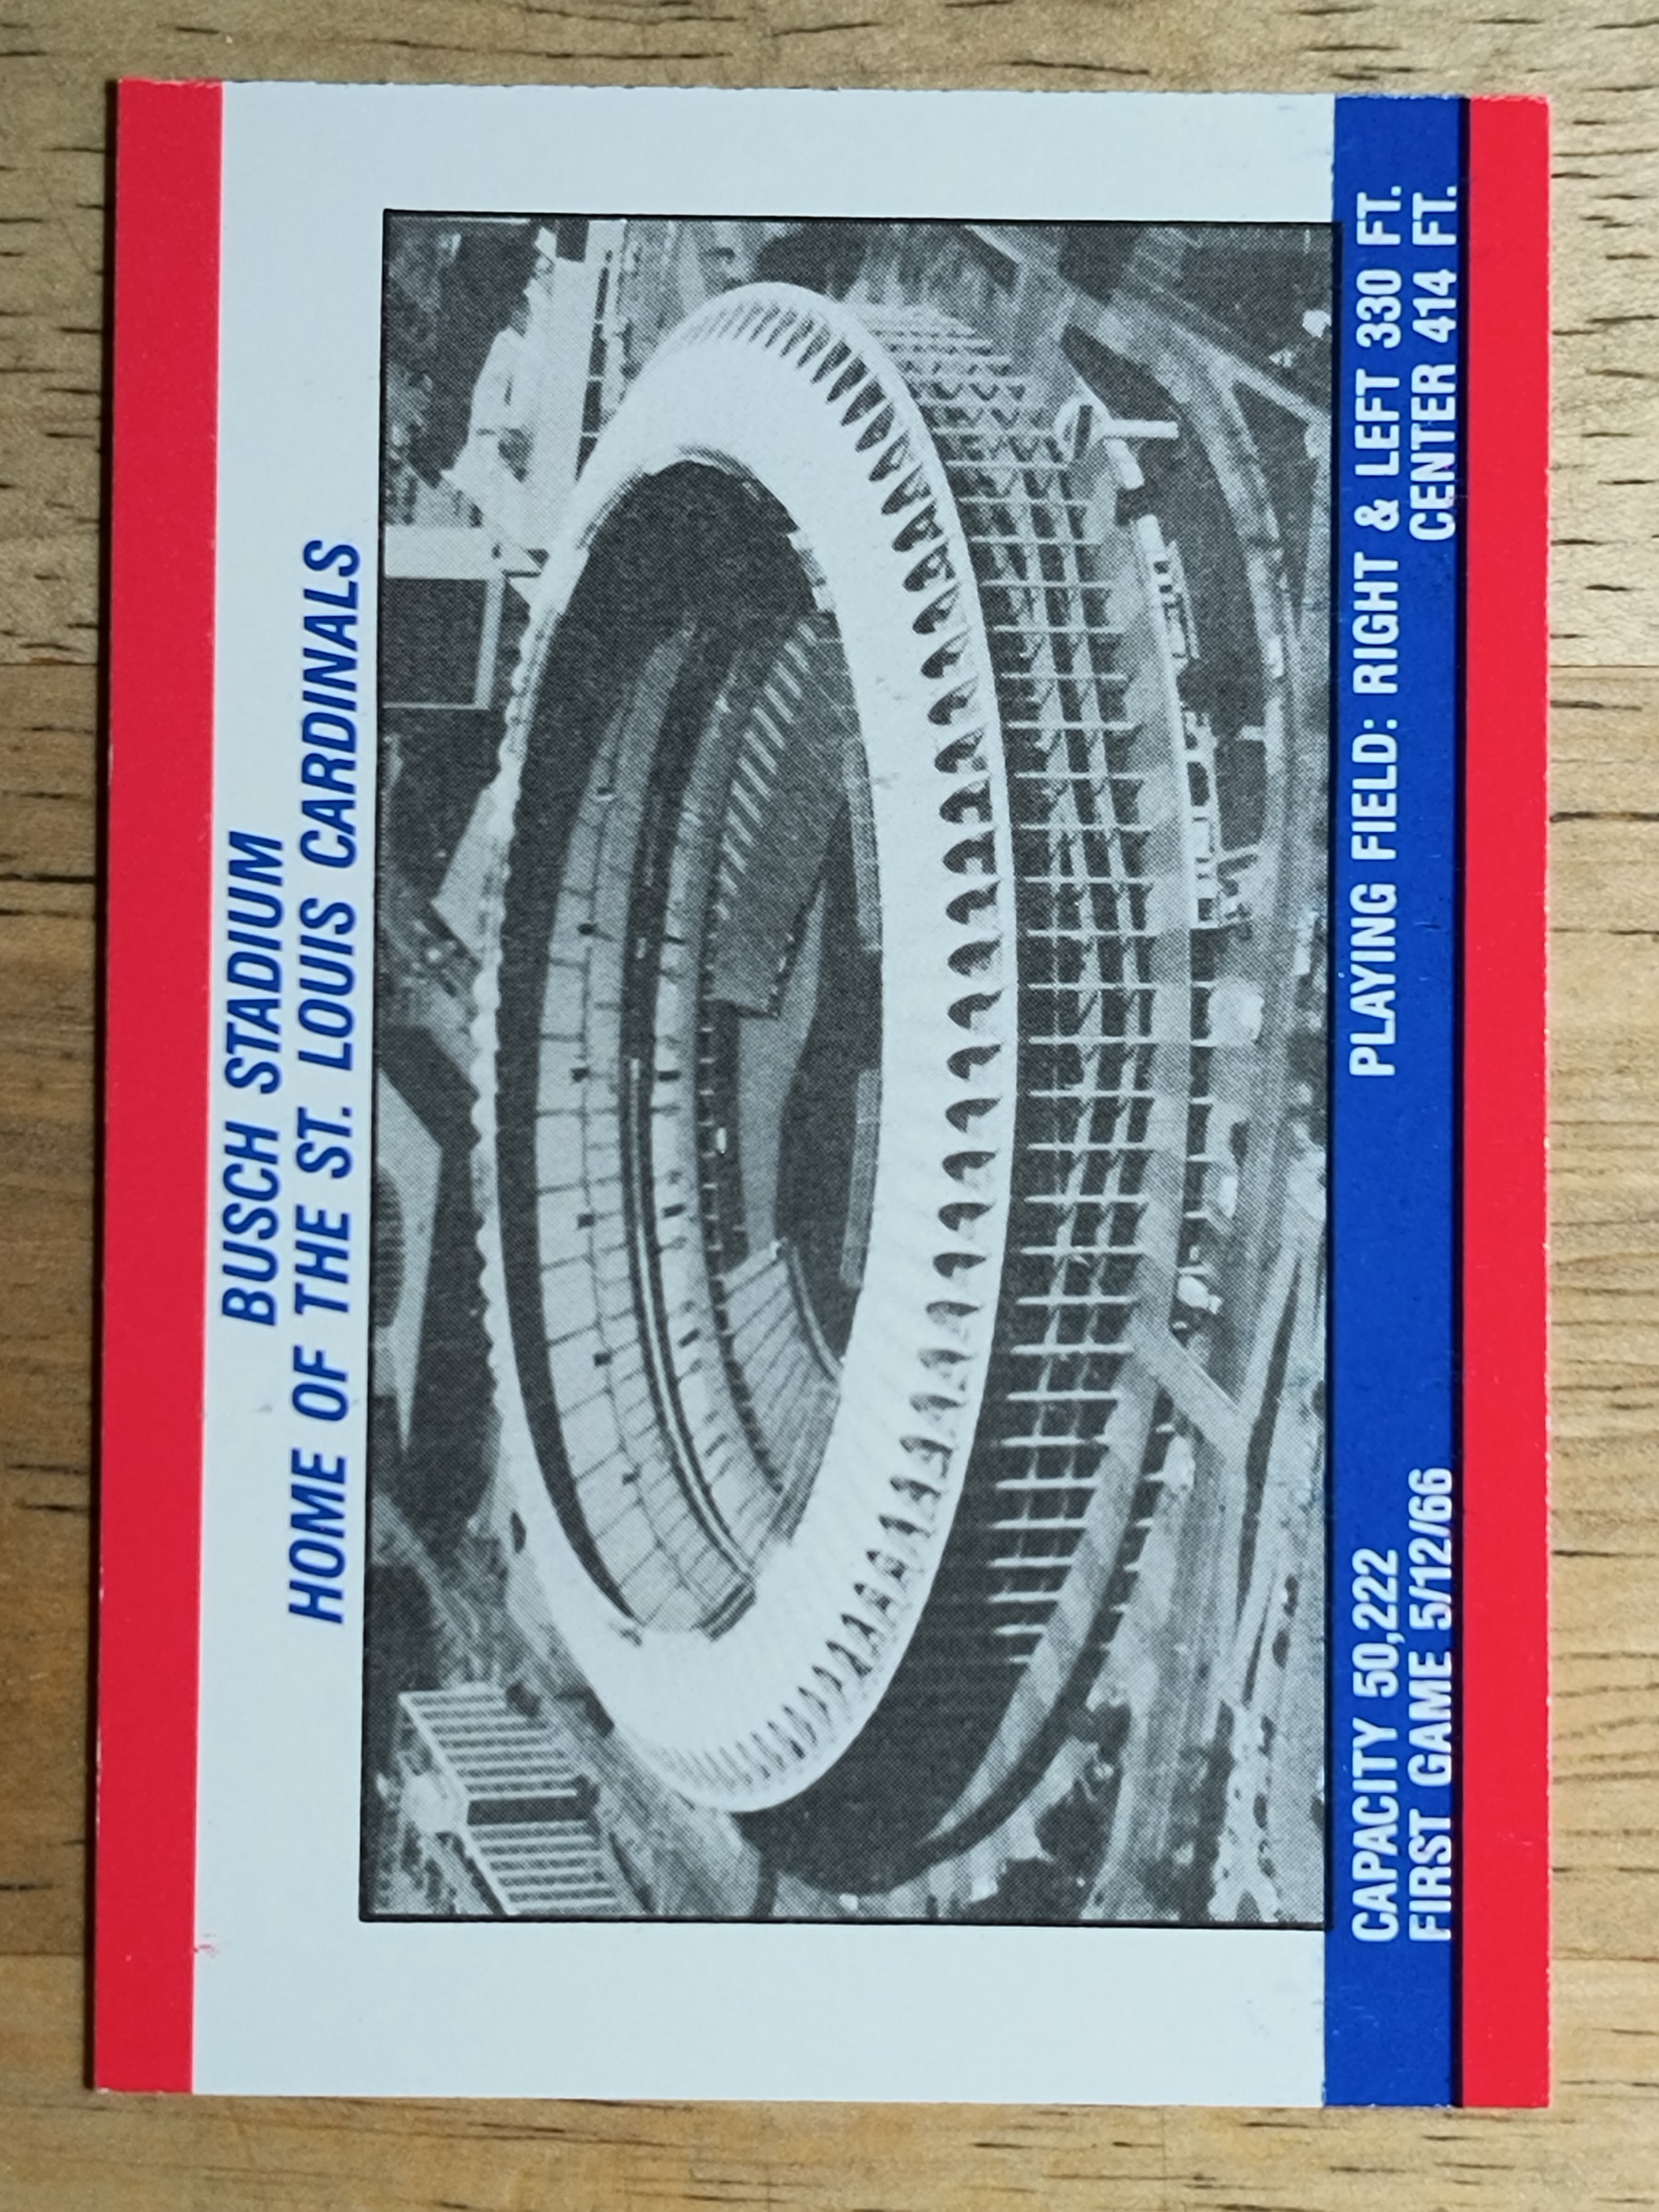 BUSCH STADIUM
HOME OF THE ST. LOUIS CARDINALS
CAPACITY 50,222
FIRST GAME 5/12/66
PLAYING FIELD: RIGHT & LEFT 330 FT.
CENTER 414 FT.